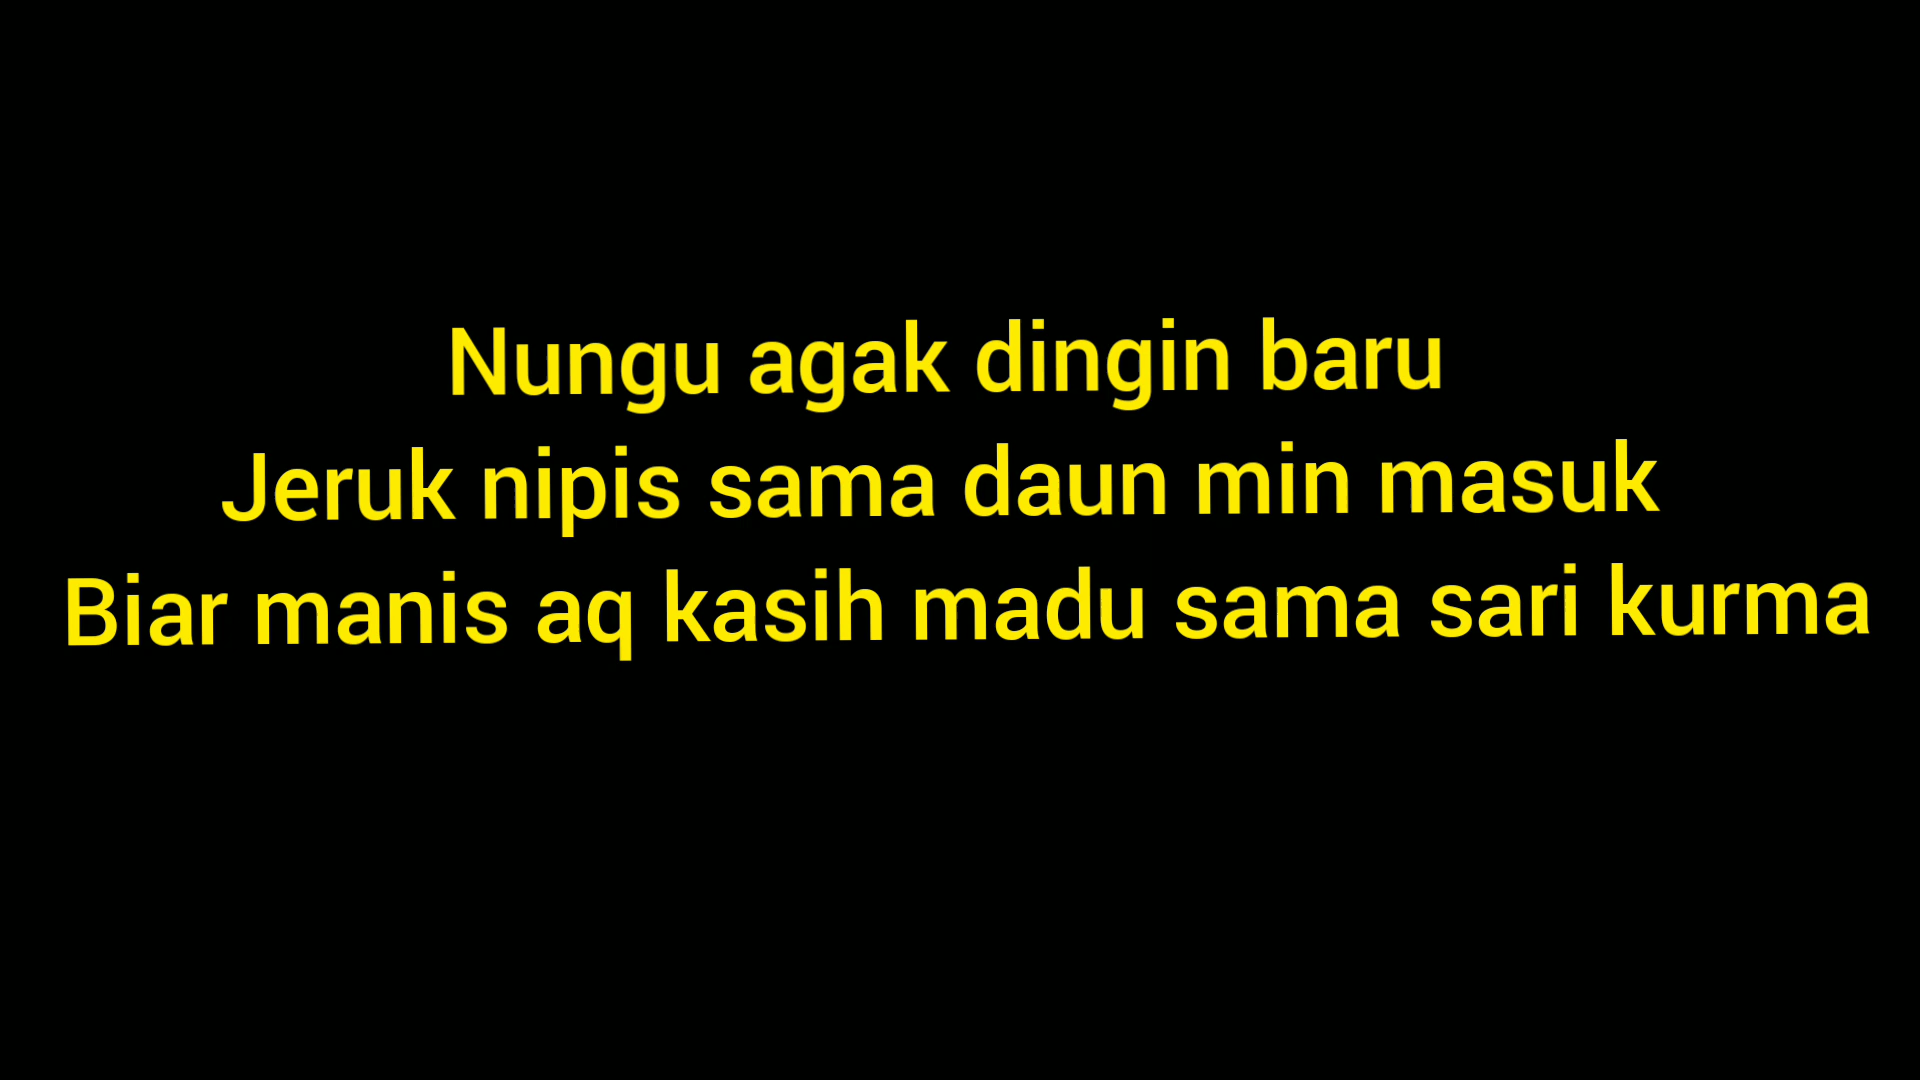 Nungu agak dingin baru
Jeruk nipis sama daun min masuk
Biar manis aq kasih madu sama sari kurma